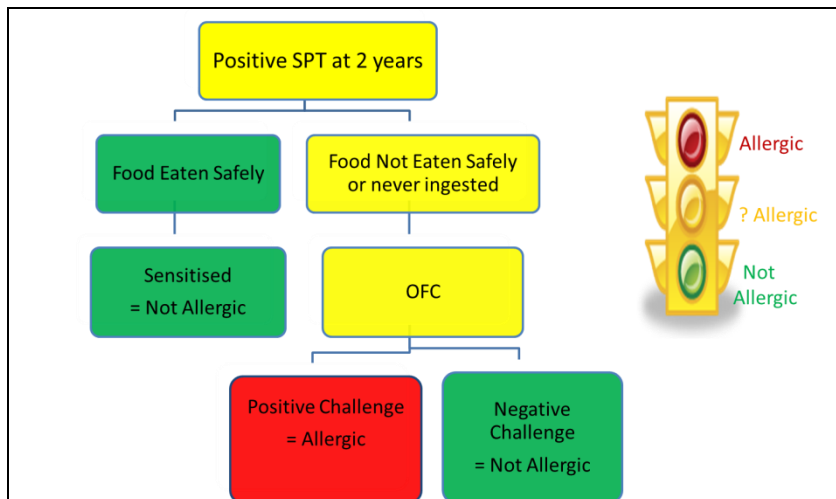 Positive SPT at 2 years
Food Eaten Safely
Food Not Eaten Safely
or never ingested
Sensitised
= Not Allergic
OFC
Positive Challenge
= Allergic
Negative
Challenge
= Not Allergic
Allergic
? Allergic
Not
Allergic